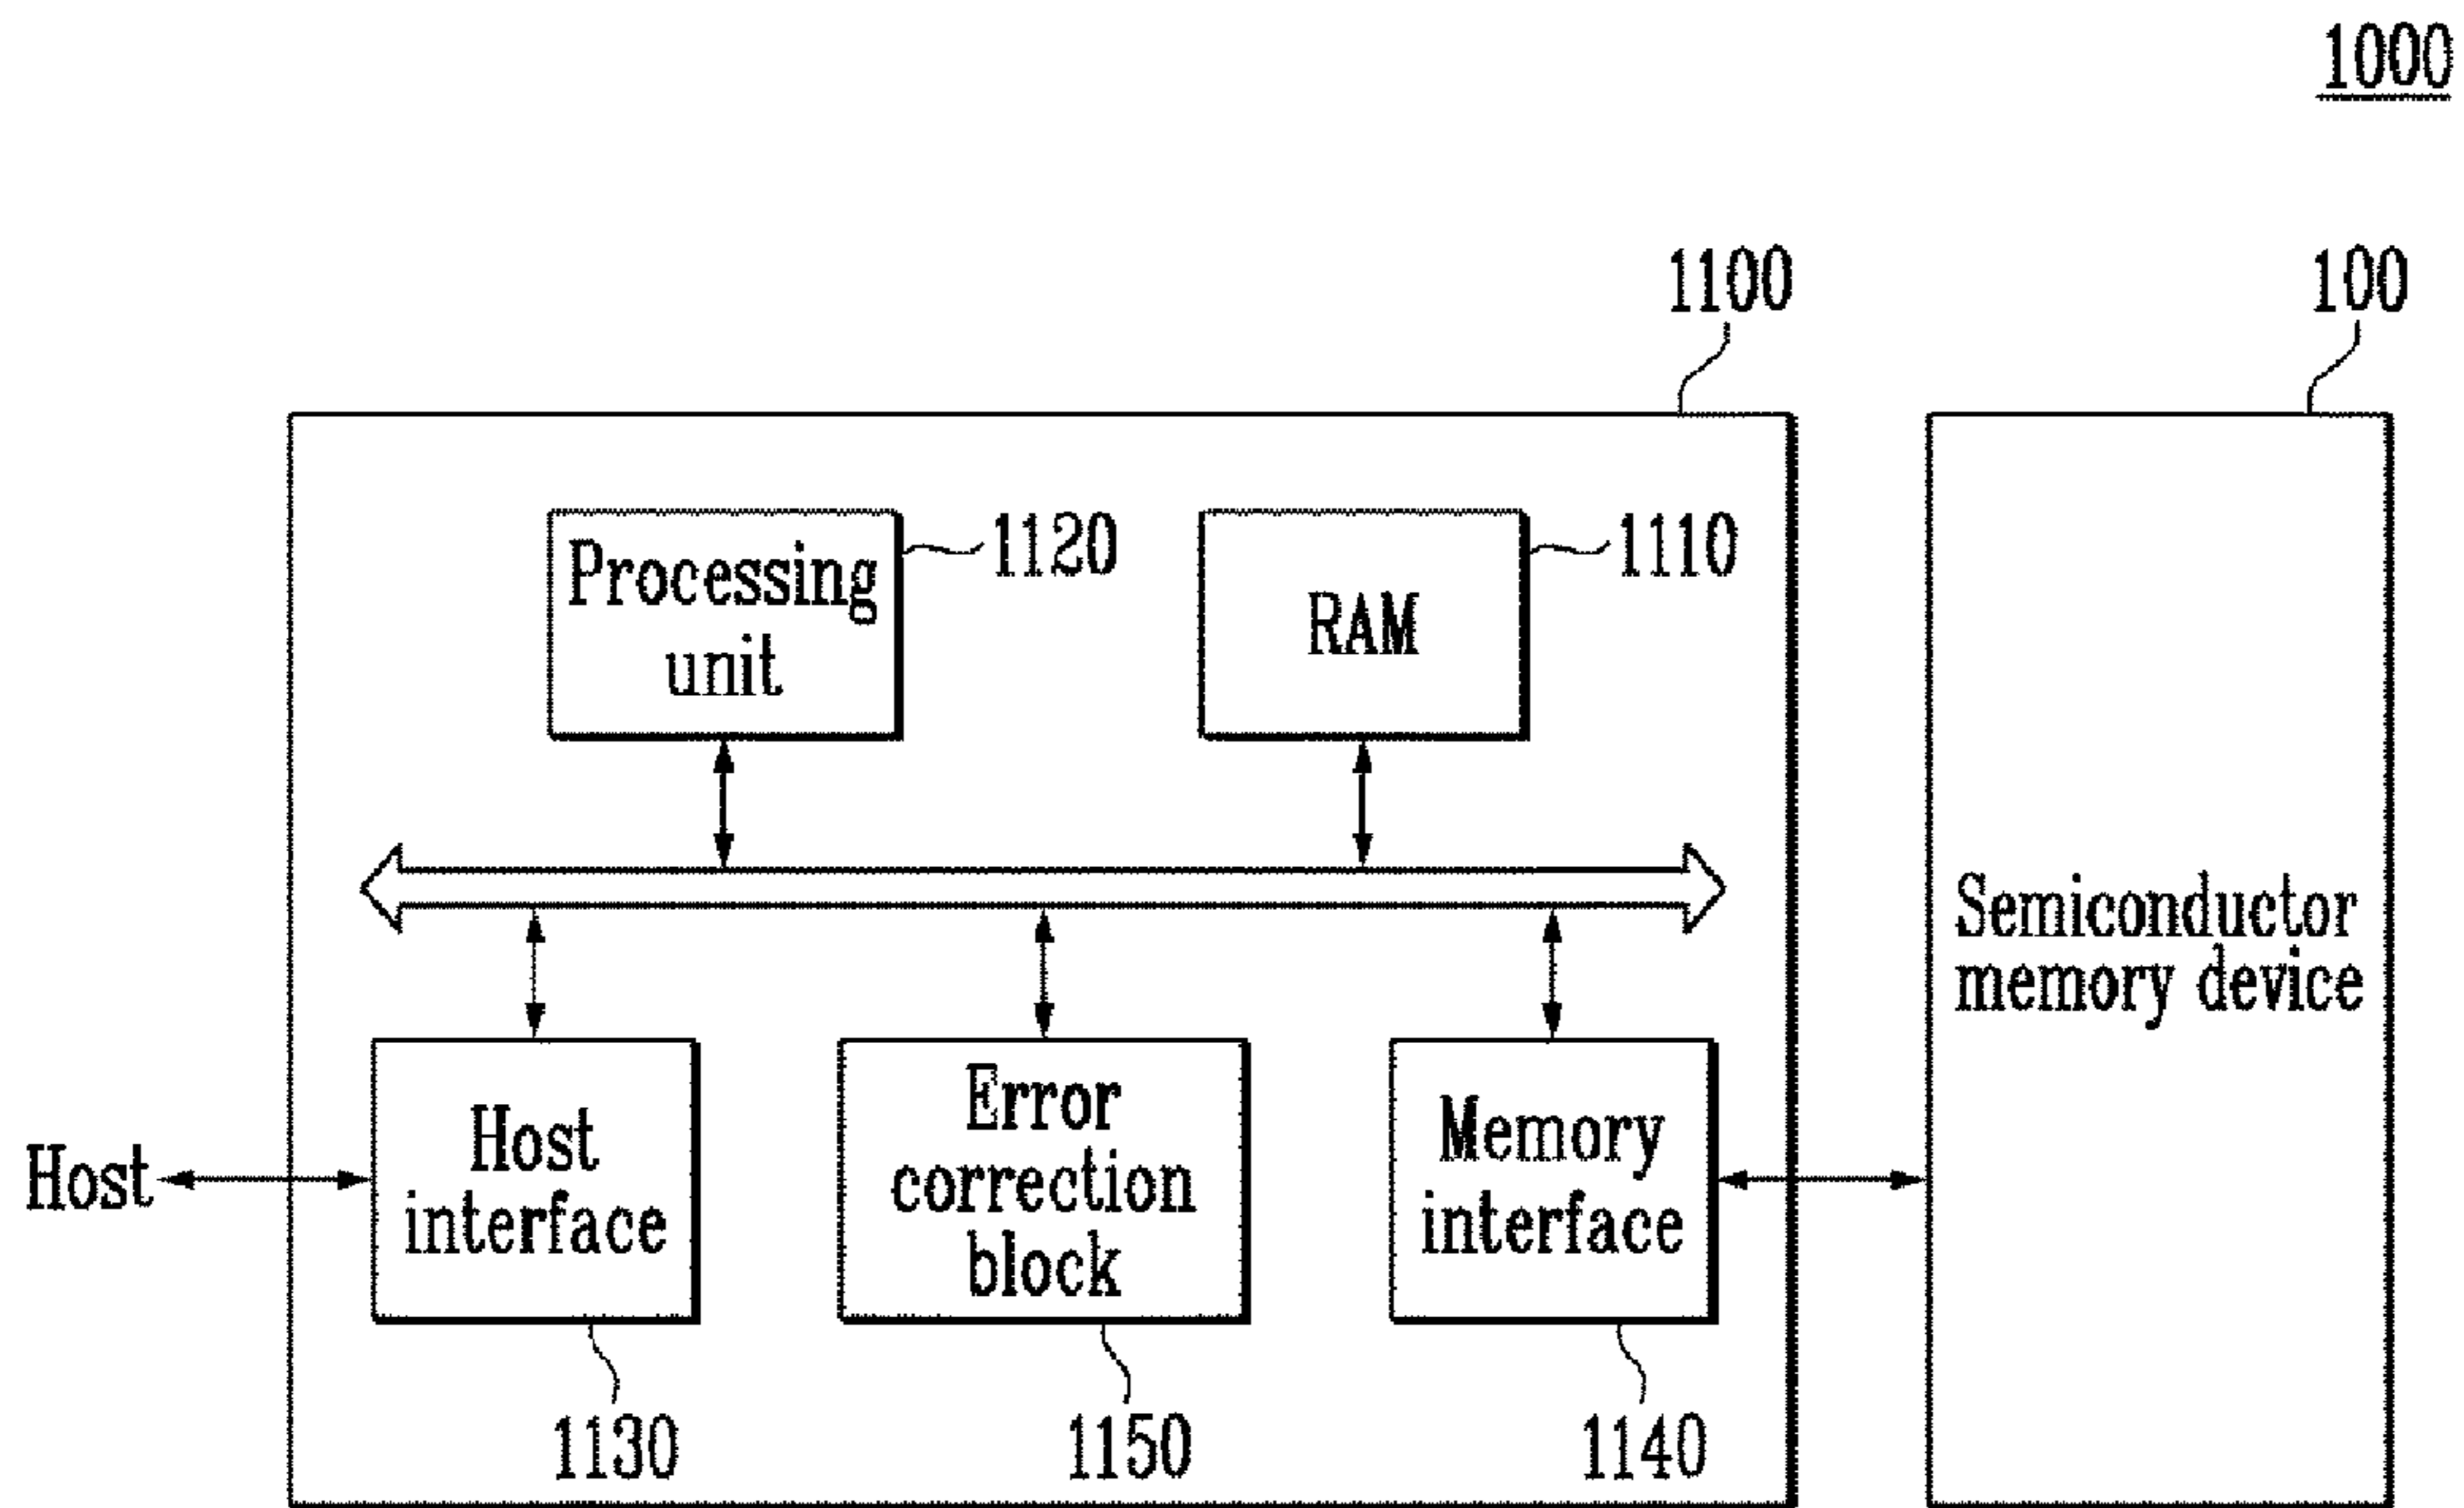 1000
1100
100
Processing
unit
1120
RAM
1110
Semiconductor
memory device
Host
Host
interface
Error
correction
block
Memory
interface
1130
1150
1140